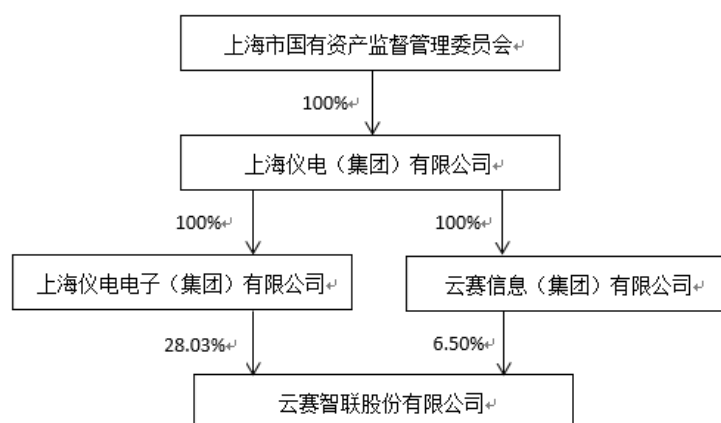 上海市国有资产监督管理委员会
100%
上海仪电（集团）有限公司
100%
100%
上海仪电电子（集团）有限公司
云赛信息（集团）有限公司
28.03%
6.50%
云赛智联股份有限公司